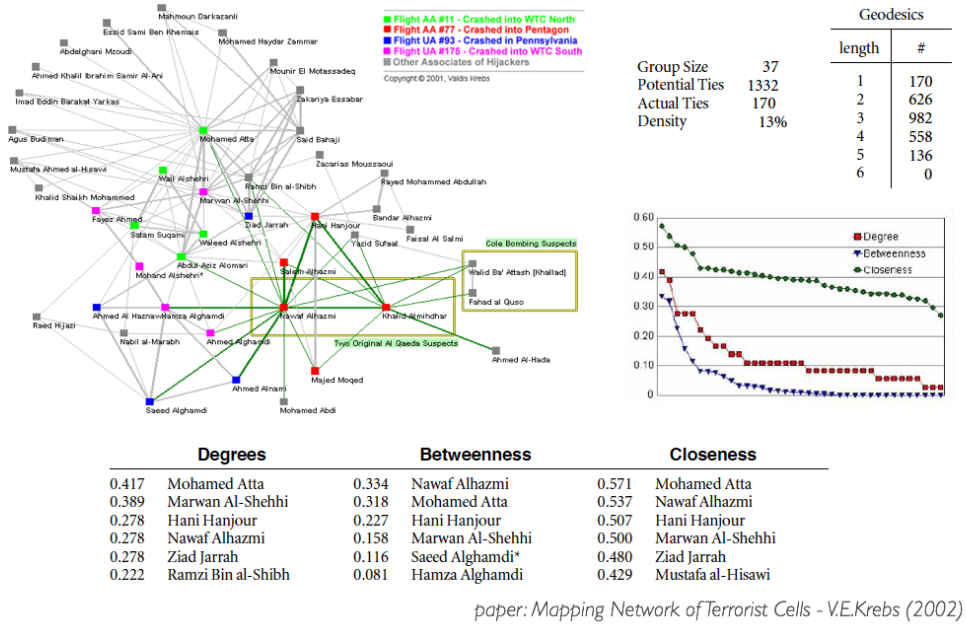 Mahmoun Darkazanli
Essid Sami Ben Khemais
Mohamed Haydar Zammar
Abdelghani Mzoudi
Mounir El Motassadeq
Ahmed Khalil Ibrahim Samir Al-Ani
Zakariya Essabar
Imad Eddin Barakat Yarkas
Agus Budiman
Mohamed Atta
Said Bahaji
Zacarias Moussaoui
Mustafa Ahmed al-Hisawi
Wail Alshehri
Ramzi Bin al-Shibh
Rayed Mohammed Abdullah
Khalid Shaikh Mohammed
Marwan Al-Shehhi
Fayez Ahmed
Ziad Jarrah
Hani Hanjour
Bandar Alhazmi
Satam Suqami
Waleed Alshehri
Yazid Sufaat
Faisal Al Salmi
Cole Bombing Suspects
Abdul Aziz Alomari
Mohand Alshehri*
Salem Alhazmi
Walid Ba' Attash [Khallad]
Fahad al Quso
Ahmed Al Haznawi
Hamza Alghamdi
Nawaf Alhazmi
Khalid Almihdhar
Raed Hijazi
Nabil al-Marabh
Ahmed Alghamdi
Two Original Al Qaeda Suspects
Ahmed Al-Hada
Majed Moqed
Ahmed Alnami
Saeed Alghamdi
Mohamed Abdi
Flight AA #11 - Crashed into WTC North
Flight AA #77 - Crashed into Pentagon
Flight UA #93 - Crashed in Pennsylvania
Flight UA #175 - Crashed into WTC South
Other Associates of Hijackers
Copyright © 2001, Valdis Krebs
Group Size 37
Potential Ties 1332
Actual Ties 170
Density 13%
Geodesics
length #
1 170
2 626
3 982
4 558
5 136
6 0
0.60
0.50
0.40
0.30
0.20
0.10
0
Degree
Betweenness
Closeness
Degrees Betweenness Closeness
0.417 Mohamed Atta 0.334 Nawaf Alhazmi 0.571 Mohamed Atta
0.389 Marwan Al-Shehhi 0.318 Mohamed Atta 0.537 Nawaf Alhazmi
0.278 Hani Hanjour 0.227 Hani Hanjour 0.507 Hani Hanjour
0.278 Nawaf Alhazmi 0.158 Marwan Al-Shehhi 0.500 Marwan Al-Shehhi
0.278 Ziad Jarrah 0.116 Saeed Alghamdi* 0.480 Ziad Jarrah
0.222 Ramzi Bin al-Shibh 0.081 Hamza Alghamdi 0.429 Mustafa al-Hisawi
paper: Mapping Network of Terrorist Cells - V.E.Krebs (2002)